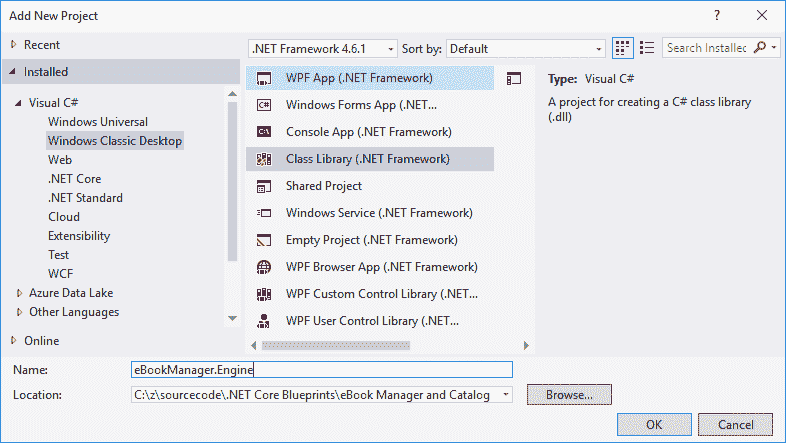 Add New Project
?
Recent
Installed
Visual C#
Windows Universal
Windows Classic Desktop
Web
.NET Core
.NET Standard
Cloud
Extensibility
Test
WCF
Azure Data Lake
Other Languages
Online
.NET Framework 4.6.1 Sort by: Default
Search Installed
WPF App (.NET Framework)
C# Windows Forms App (.NET...
C:\ Console App (.NET Framework)
C# Class Library (.NET Framework)
Shared Project
Windows Service (.NET Framework)
Empty Project (.NET Framework)
WPF Browser App (.NET Framework)
WPF Custom Control Library (.NET...
WPF User Control Library (.NET...
Type: Visual C#
A project for creating a C# class library
(.dll)
Name: eBookManager.Engine
Location: C:\z\sourcecode\.NET Core Blueprints\eBook Manager and Catalog Browse...
OK Cancel